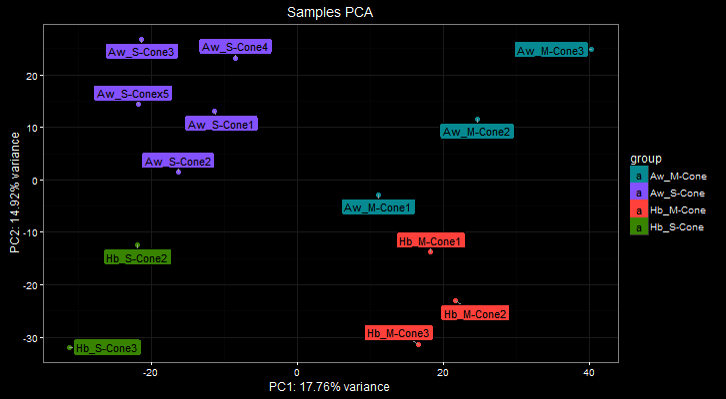 Samples PCA
Aw_S-Cone3
Aw_S-Cone4
Aw_M-Cone3
Aw_S-Conex5
Aw_S-Cone1
Aw_M-Cone2
Aw_S-Cone2
Aw_M-Cone1
Hb_M-Cone1
Hb_S-Cone2
Hb_M-Cone2
Hb_M-Cone3
Hb_S-Cone3
20
10
0
-10
-20
-30
PC2: 14.92% variance
-20
0
20
40
PC1: 17.76% variance
group
a Aw_M-Cone
a Aw_S-Cone
a Hb_M-Cone
a Hb_S-Cone